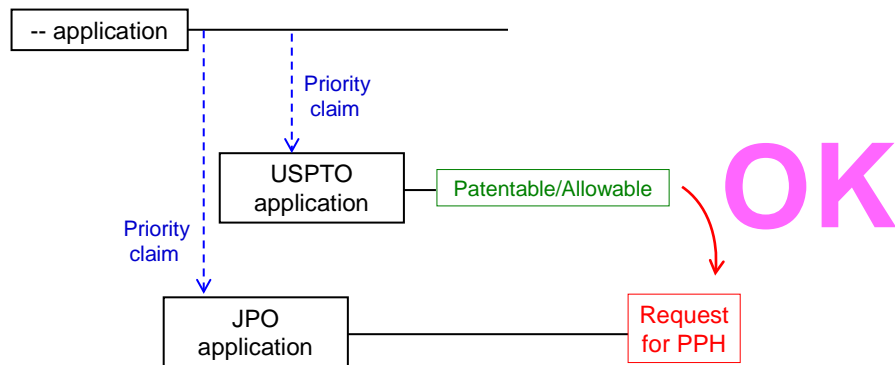 -- application
Priority
claim
USPTO
application
Patentable/Allowable
OK
Priority
claim
JPO
application
Request
for PPH